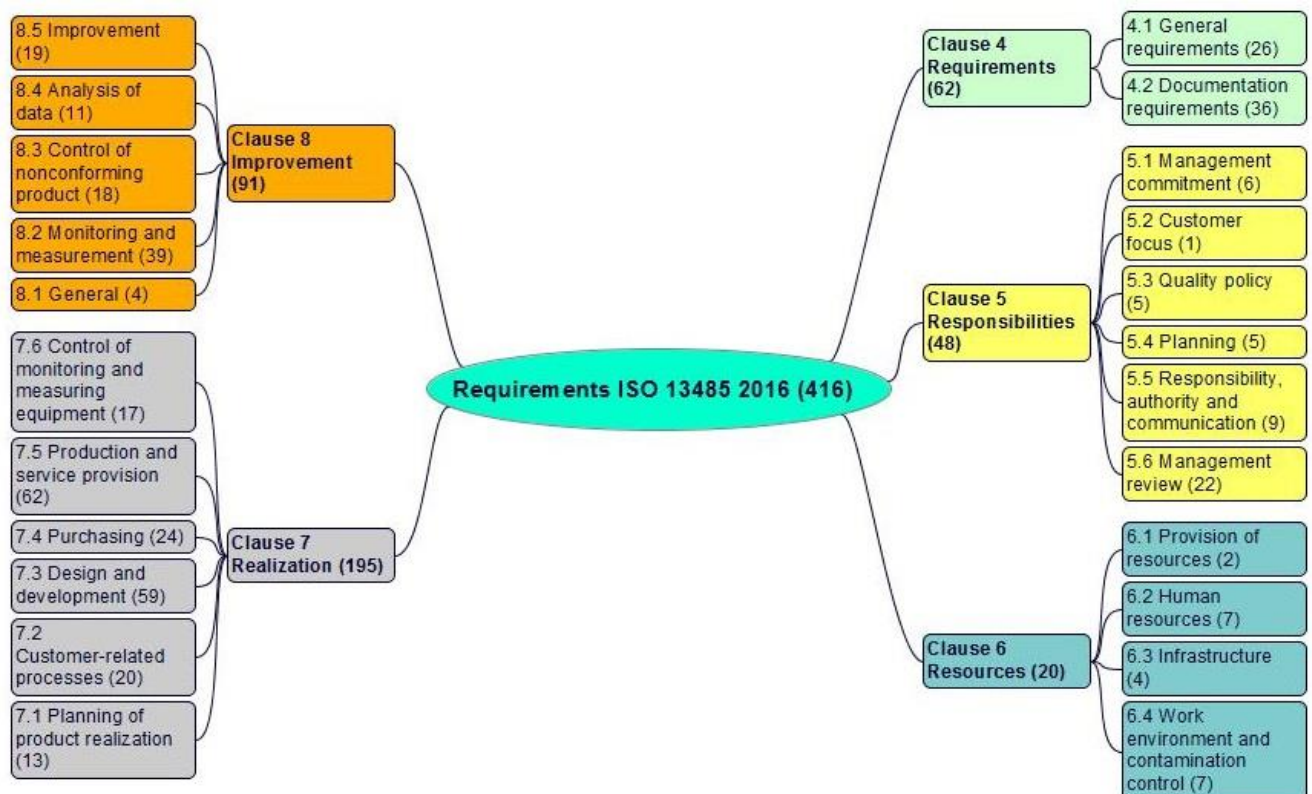 Requirements ISO 13485 2016 (416)
Clause 4
Requirements
(62)
4.1 General
requirements (26)
4.2 Documentation
requirements (36)
Clause 5
Responsibilities
(48)
5.1 Management
commitment (6)
5.2 Customer
focus (1)
5.3 Quality policy
(5)
5.4 Planning (5)
5.5 Responsibility,
authority and
communication (9)
5.6 Management
review (22)
Clause 6
Resources (20)
6.1 Provision of
resources (2)
6.2 Human
resources (7)
6.3 Infrastructure
(4)
6.4 Work
environment and
contamination
control (7)
Clause 7
Realization (195)
7.6 Control of
monitoring and
measuring
equipment (17)
7.5 Production and
service provision
(62)
7.4 Purchasing (24)
7.3 Design and
development (59)
7.2
Customer-related
processes (20)
7.1 Planning of
product realization
(13)
Clause 8
Improvement
(91)
8.5 Improvement
(19)
8.4 Analysis of
data (11)
8.3 Control of
nonconforming
product (18)
8.2 Monitoring and
measurement (39)
8.1 General (4)